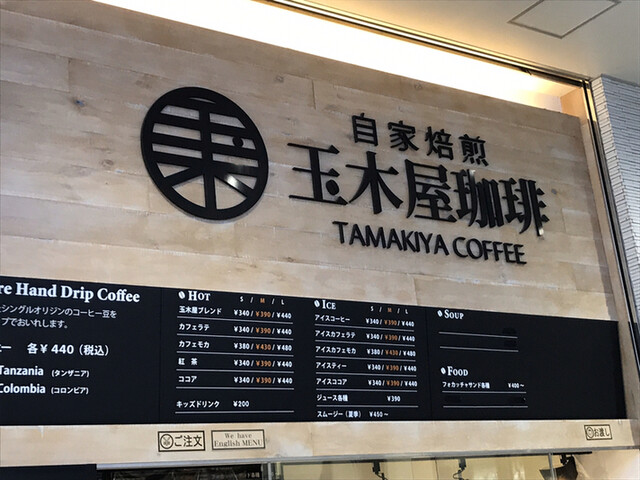 自家焙煎
玉木屋珈琲
TAMAKIYA COFFEE
re Hand Drip Coffee
シングルオリジンのコーヒー豆を
プでおいれします。
ヒー 各￥440（税込）
Tanzania（タンザニア）
Colombia（コロンビア）
HOT S / M / L
玉木屋ブレンド ¥340 / ¥390 / ¥440
カフェラテ ¥340 / ¥390 / ¥440
カフェモカ ¥380 / ¥430 / ¥480
紅茶 ¥340 / ¥390 / ¥440
ココア ¥340 / ¥390 / ¥440
キッズドリンク ¥200
ICE S / M / L
アイスコーヒー ¥340 / ¥390 / ¥440
アイスカフェラテ ¥340 / ¥390 / ¥440
アイスカフェモカ ¥380 / ¥430 / ¥480
アイスティー ¥340 / ¥390 / ¥440
アイスココア ¥340 / ¥390 / ¥440
ジュース各種 ¥390
スムージー（夏季） ¥450～
SOUP
FOOD
フォカッチャサンド各種 ¥400～
ご注文
We have
English MENU
お渡し